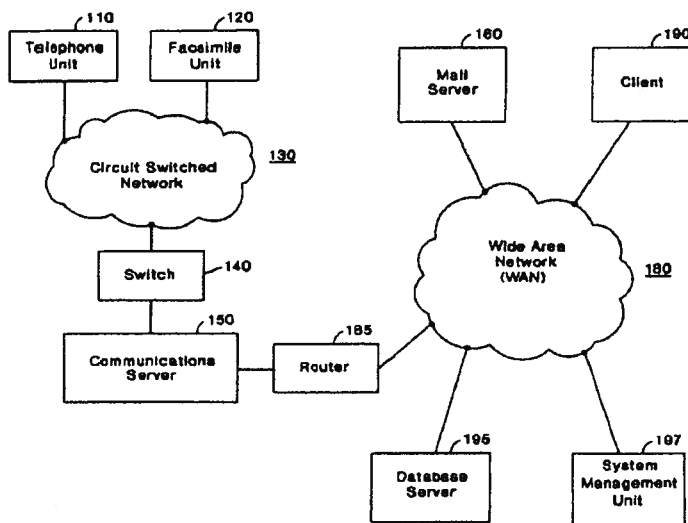 110
120
Telephone
Unit
Facsimile
Unit
Circuit Switched
Network
130
Switch
140
150
Communications
Server
165
Router
160
Mail
Server
190
Client
Wide Area
Network
(WAN)
180
195
Database
Server
197
System
Management
Unit